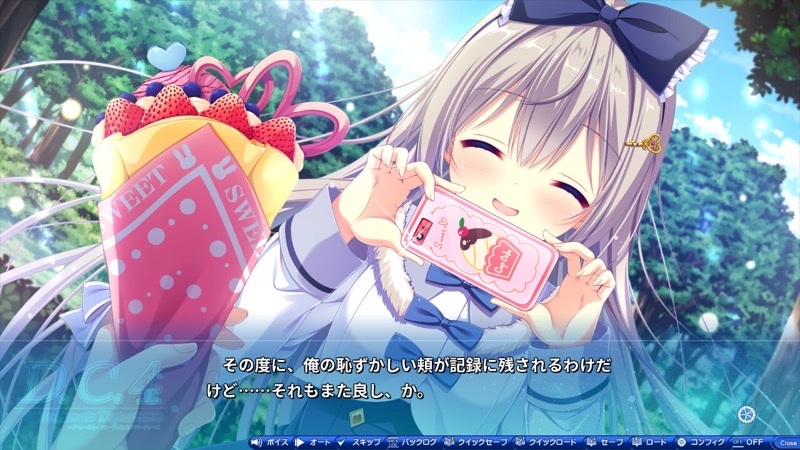 SWEET
SWEET
Sweet
Cup Cake
D.C.4
その度に、俺の恥ずかしい頬が記録に残されるわけだ
けど……それもまた良し、か。
ボイス オート スキップ バックログ クイックセーブ クイックロード セーブ ロード コンフィグ OFF Close